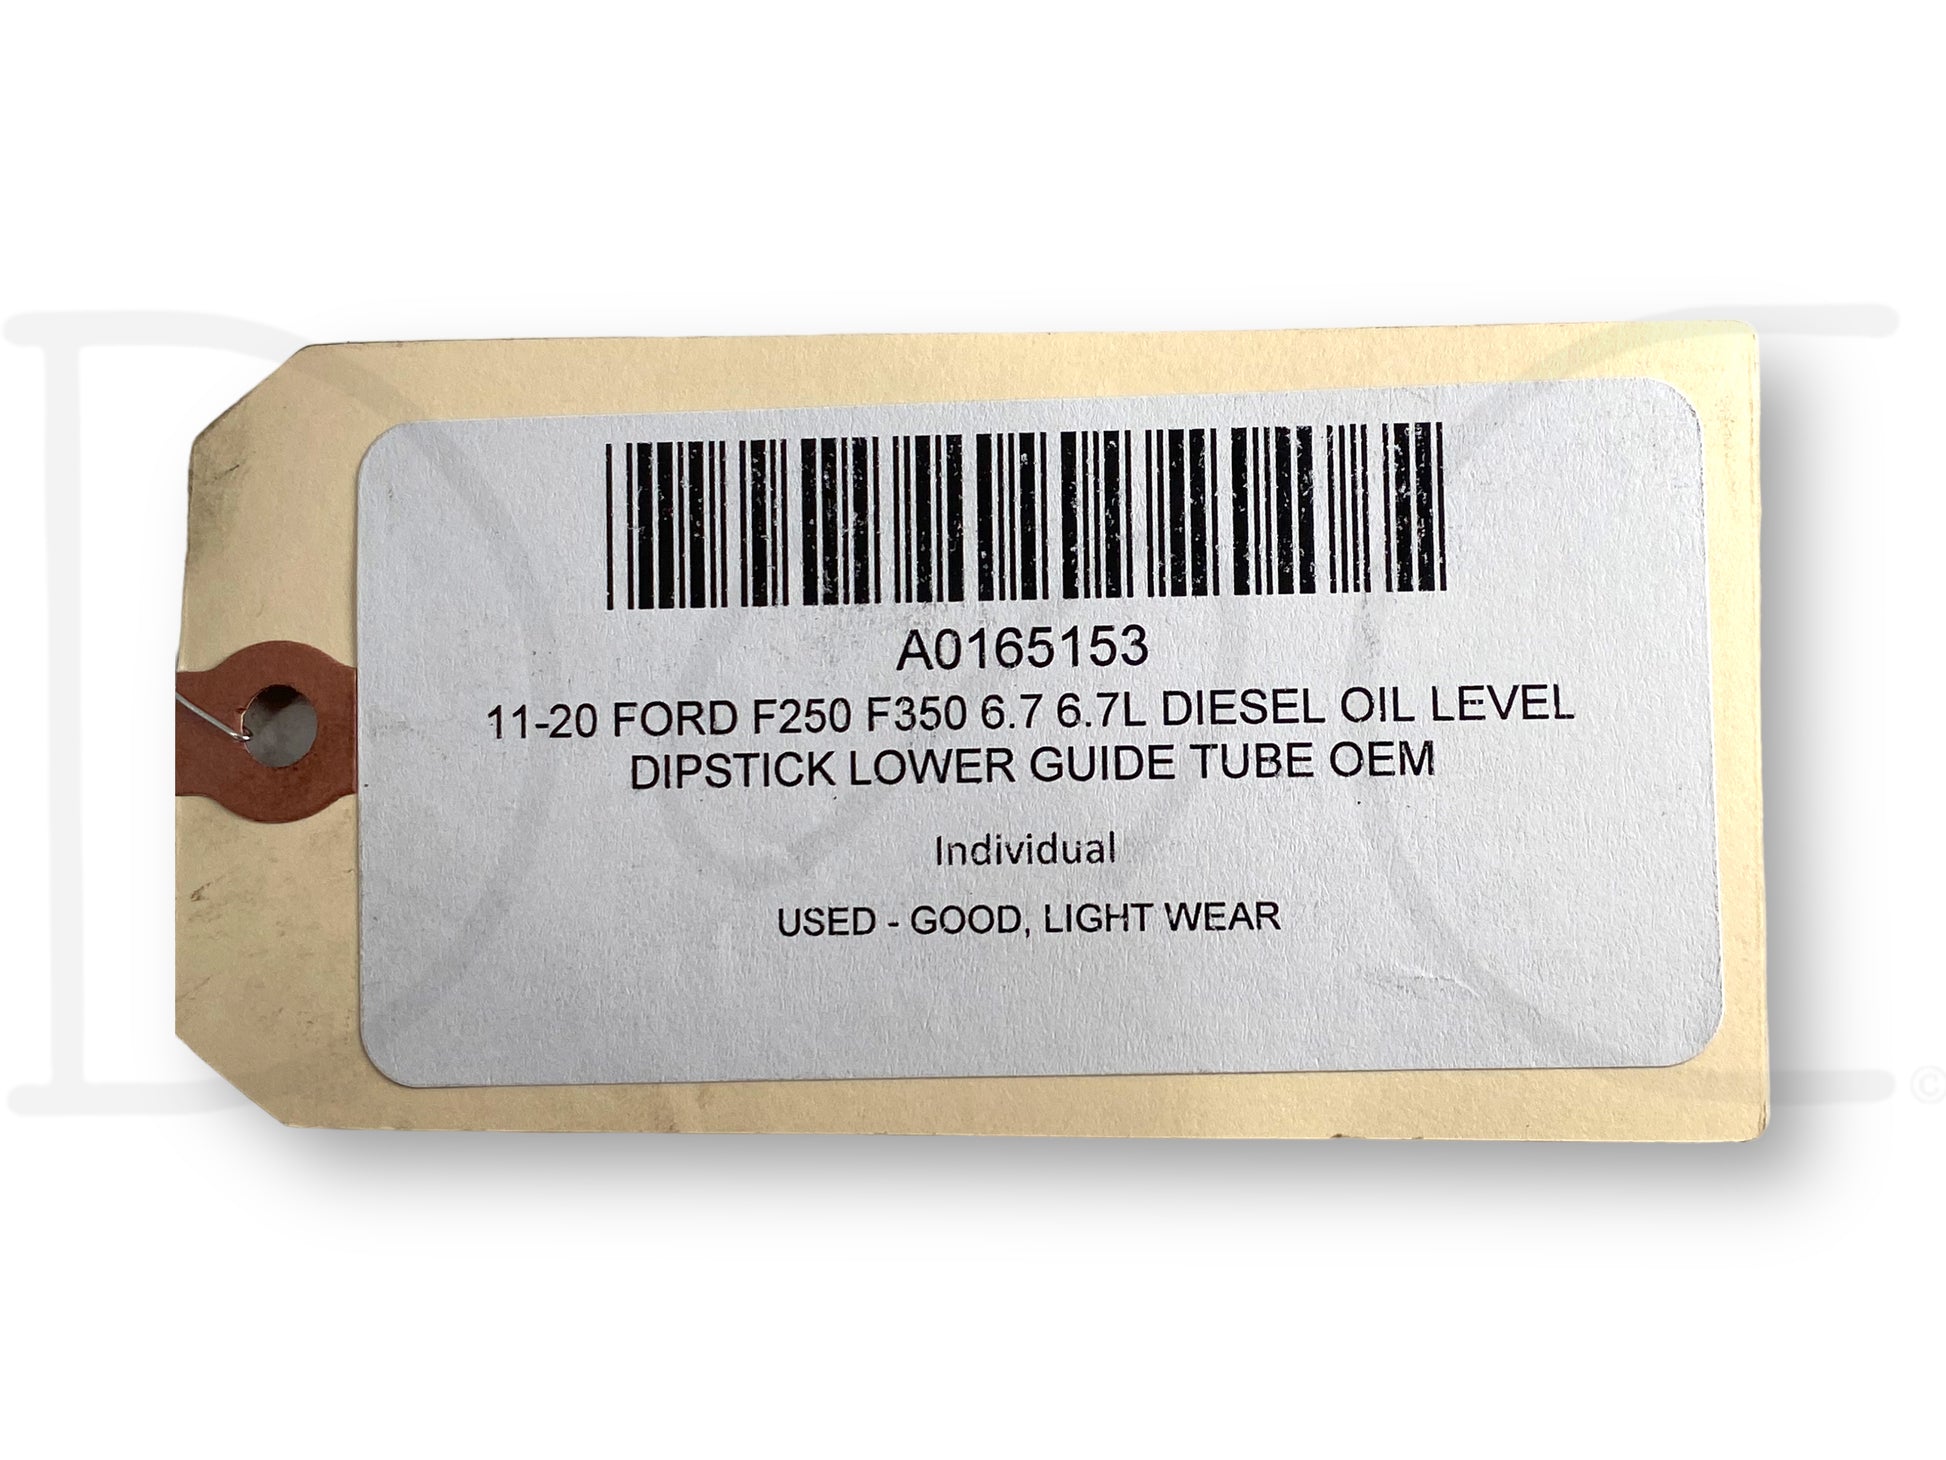 A0165153
11-20 FORD F250 F350 6.7 6.7L DIESEL OIL LEVEL
DIPSTICK LOWER GUIDE TUBE OEM
Individual
USED - GOOD, LIGHT WEAR
©